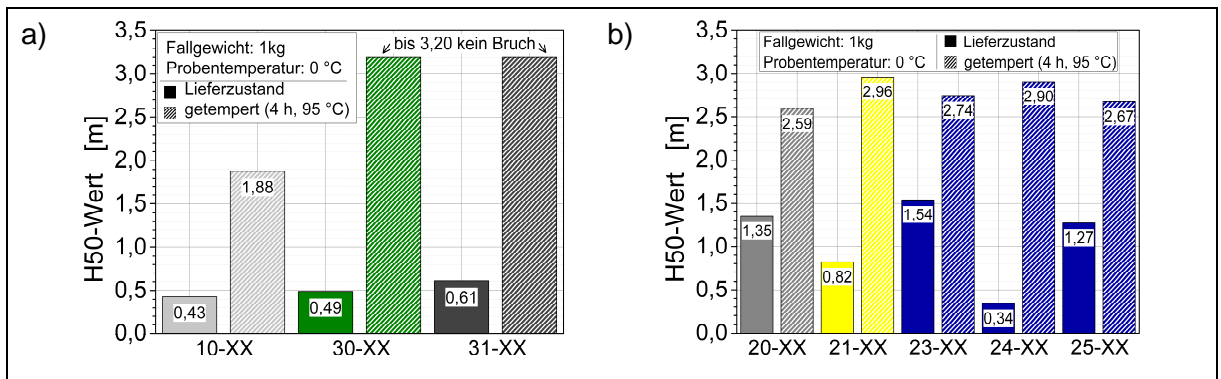 a)
H50-Wert [m]
3,5
3,0
2,5
2,0
1,5
1,0
0,5
0,0
Fallgewicht: 1kg
Probentemperatur: 0 °C
Lieferzustand
getempert (4 h, 95 °C)
bis 3,20 kein Bruch
0,43
1,88
0,49
0,61
10-XX
30-XX
31-XX
b)
H50-Wert [m]
3,5
3,0
2,5
2,0
1,5
1,0
0,5
0,0
Fallgewicht: 1kg
Probentemperatur: 0 °C
Lieferzustand
getempert (4 h, 95 °C)
1,35
2,59
0,82
2,96
1,54
2,74
0,34
2,90
1,27
2,67
20-XX
21-XX
23-XX
24-XX
25-XX